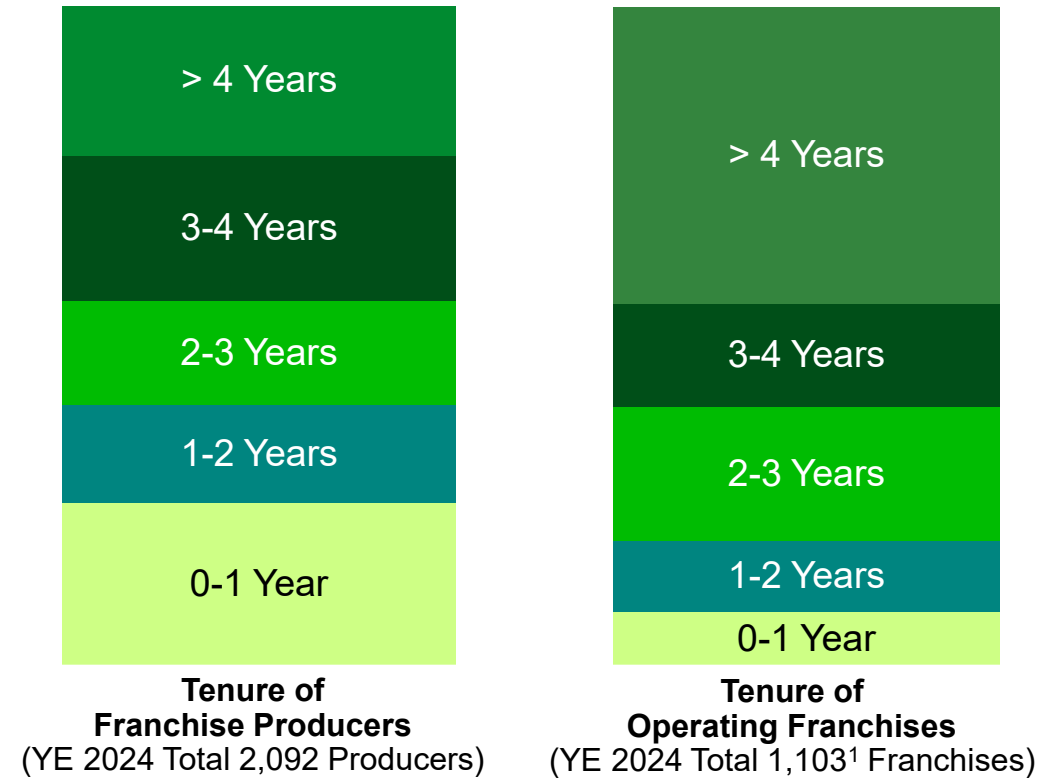 > 4 Years
3-4 Years
2-3 Years
1-2 Years
0-1 Year
Tenure of
Franchise Producers
(YE 2024 Total 2,092 Producers)
> 4 Years
3-4 Years
2-3 Years
1-2 Years
0-1 Year
Tenure of
Operating Franchises
(YE 2024 Total 1,103¹ Franchises)